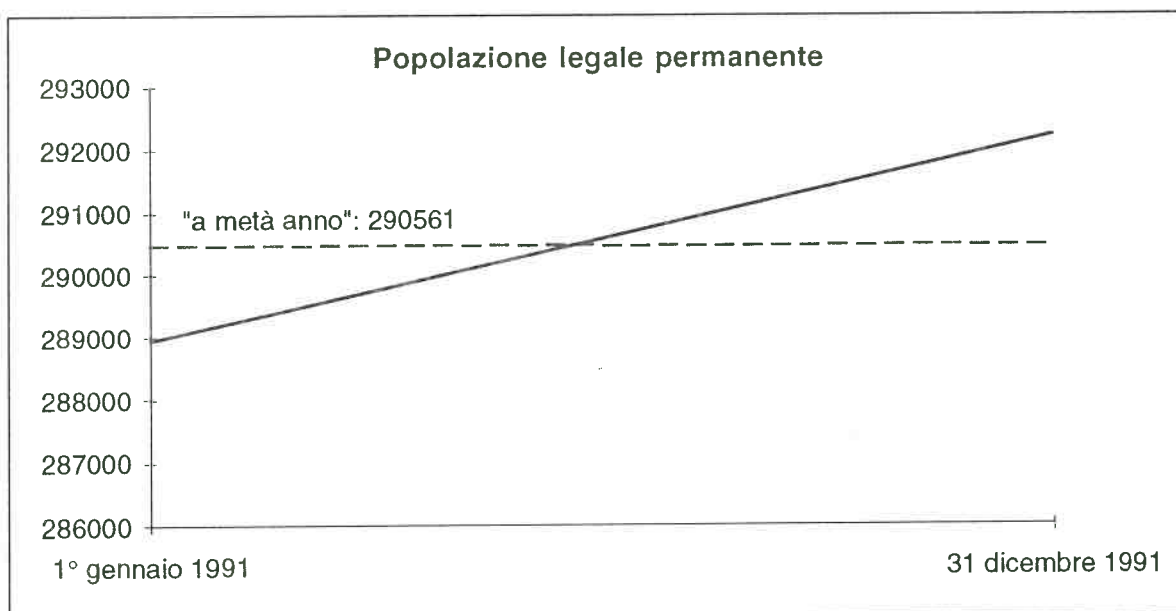 Popolazione legale permanente
293000
292000
291000
"a metà anno": 290561
290000
289000
288000
287000
286000
1° gennaio 1991
31 dicembre 1991